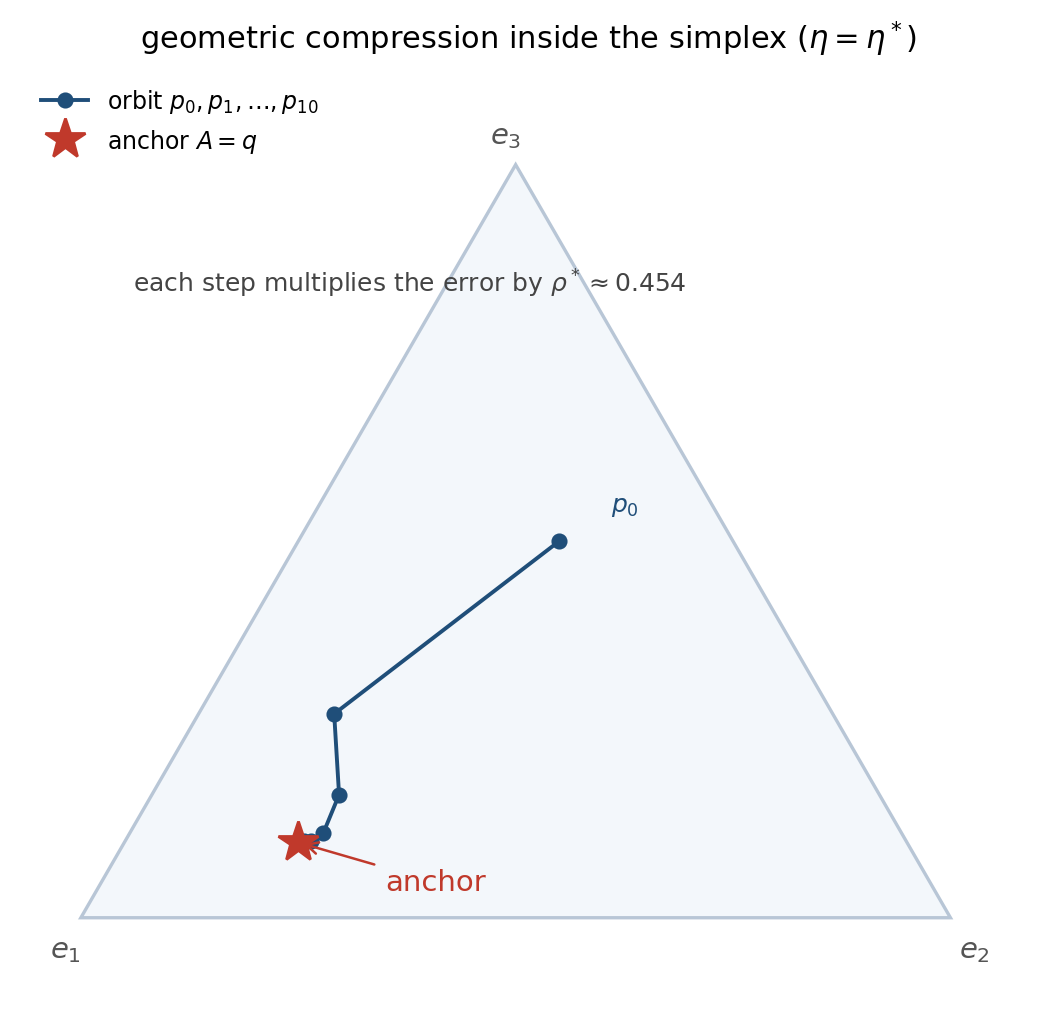 geometric compression inside the simplex (η = η*)
orbit p₀, p₁, …, p₁₀
anchor A = q
e₃
each step multiplies the error by ρ* ≈ 0.454
p₀
anchor
e₁
e₂